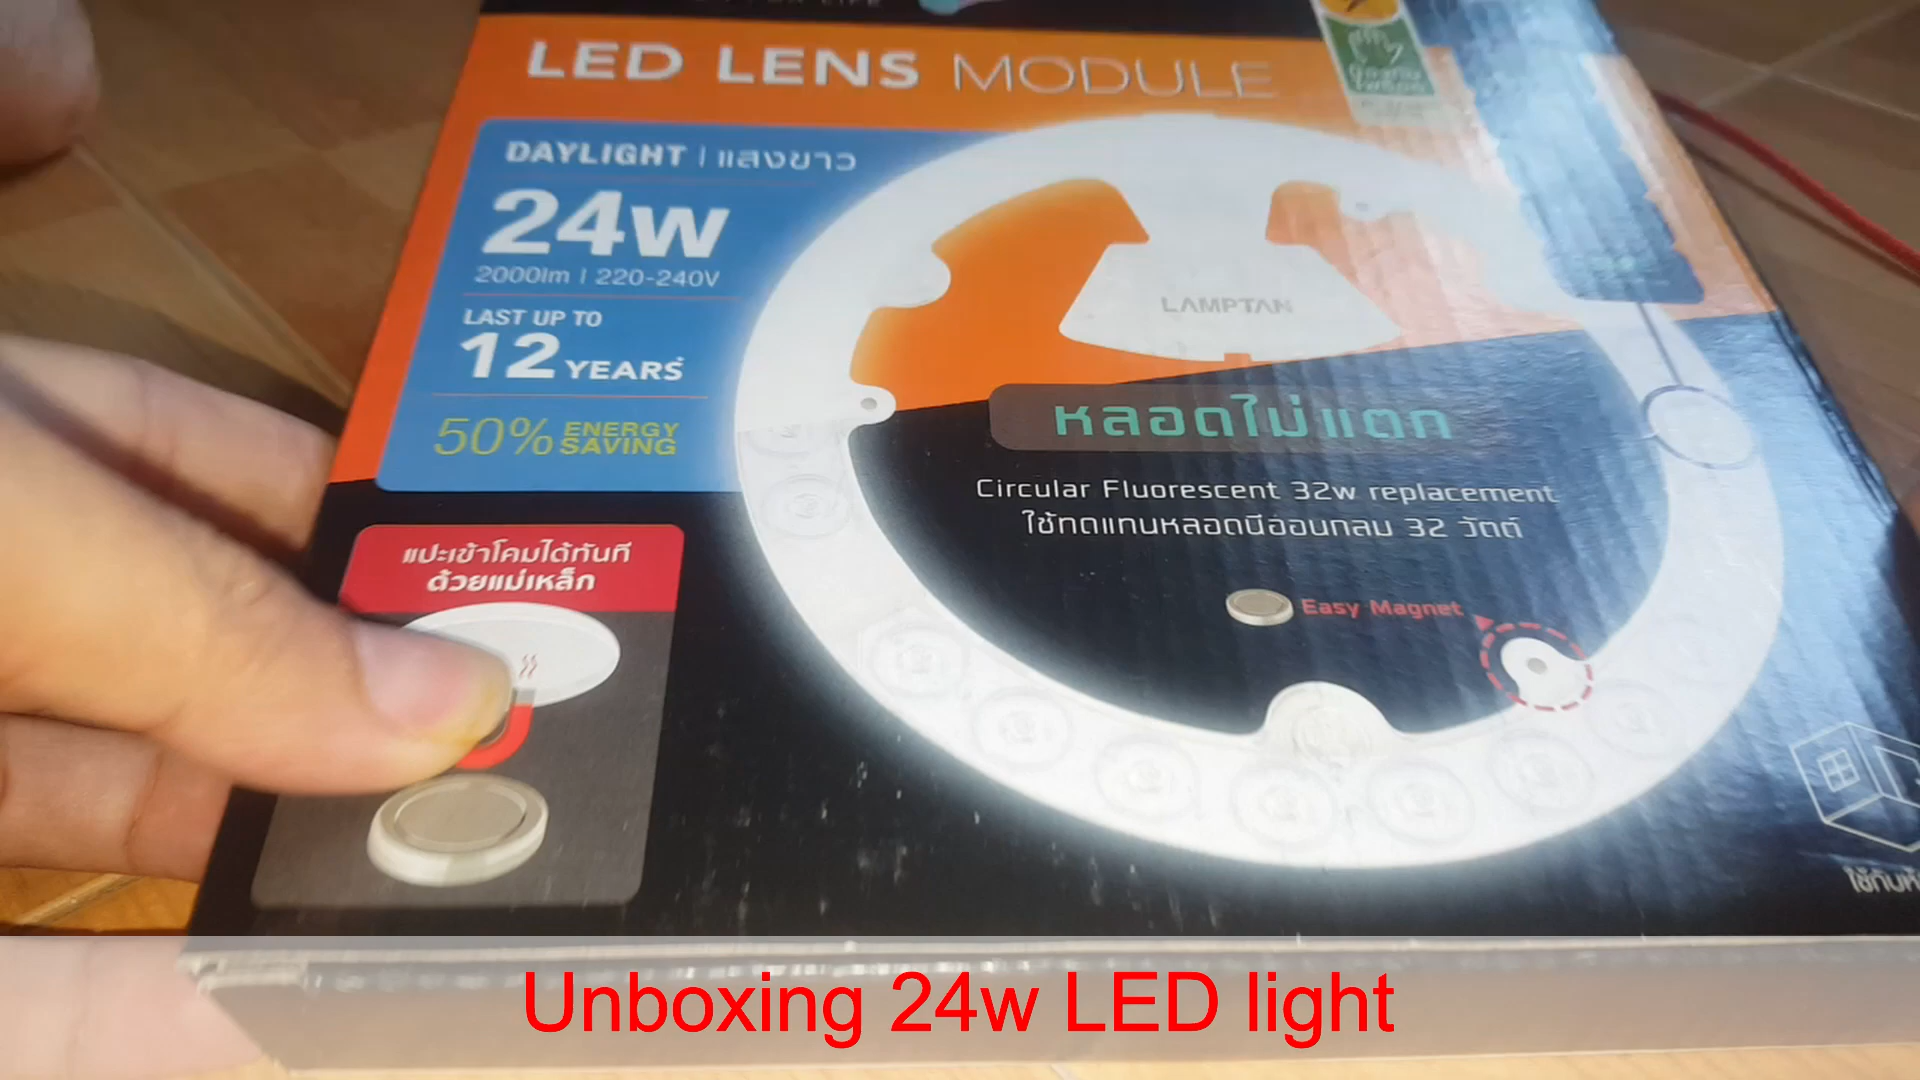 LED LENS MODULE
DAYLIGHT | แสงขาว
24w
2000lm | 220-240V
LAST UP TO
12 YEARS
50% ENERGY SAVING
LAMPTAN
หลอดไม่แตก
Circular Fluorescent 32w replacement
ใช้ทดแทนหลอดนีออนกลม 32 วัตต์
Easy Magnet
แปะเข้าโคมได้ทันที
ด้วยแม่เหล็ก
Unboxing 24w LED light